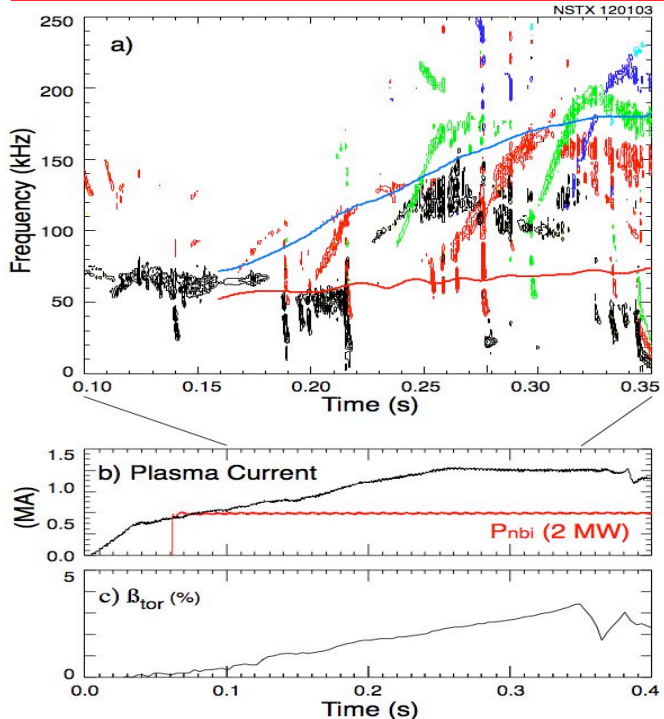 NSTX 120103
250
a)
200
150
100
50
0
Frequency (kHz)
0.10 0.15 0.20 0.25 0.30 0.35
Time (s)
1.5
b) Plasma Current
1.0
0.5
Pnbi (2 MW)
0.0
(MA)
5
c) ßtor (%)
0
0.0 0.1 0.2 0.3 0.4
Time (s)